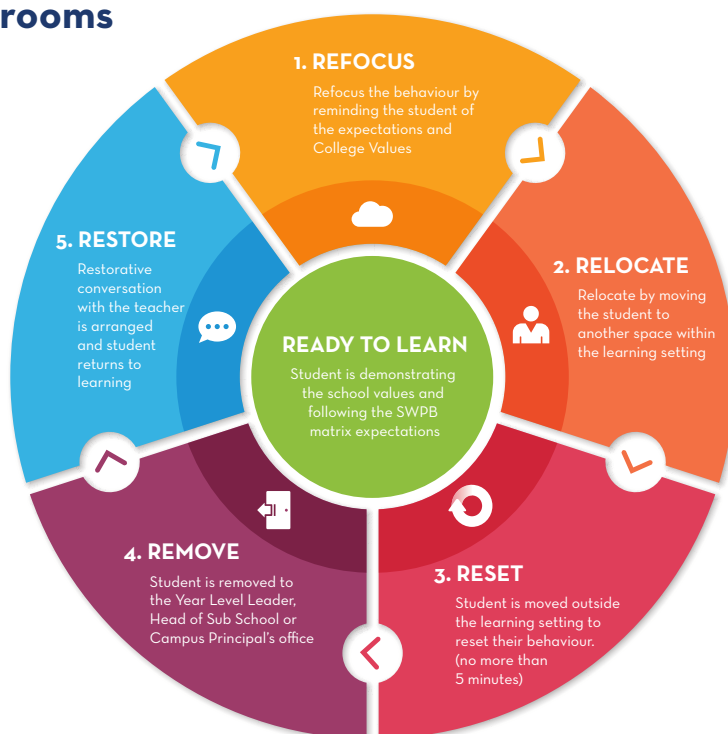 rooms
1. REFOCUS
Refocus the behaviour by
reminding the student of
the expectations and
College Values
2. RELOCATE
Relocate by moving
the student to
another space within
the learning setting
3. RESET
Student is moved outside
the learning setting to
reset their behaviour.
(no more than
5 minutes)
4. REMOVE
Student is removed to
the Year Level Leader,
Head of Sub School or
Campus Principal's office
5. RESTORE
Restorative
conversation
with the teacher
is arranged
and student
returns to
learning
READY TO LEARN
Student is demonstrating
the school values and
following the SWPB
matrix expectations